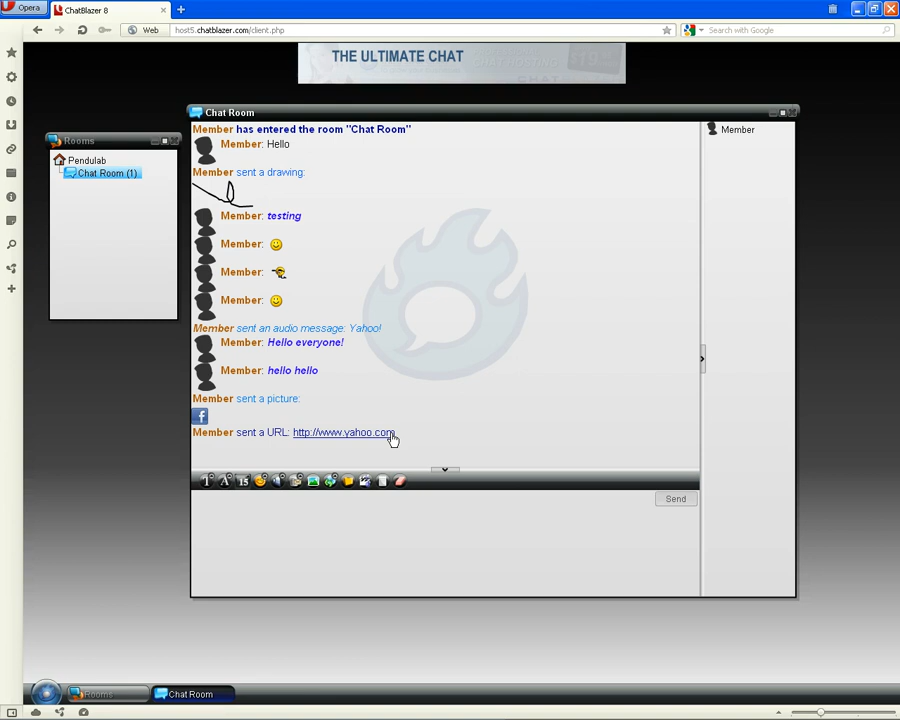 Opera
ChatBlazer 8
Web
host5.chatblazer.com/client.php
Search with Google
THE ULTIMATE CHAT
Rooms
Pendulab
Chat Room (1)
Chat Room
Member has entered the room "Chat Room"
Member: Hello
Member sent a drawing:
Member: testing
Member:
Member:
Member:
Member sent an audio message: Yahoo!
Member: Hello everyone!
Member: hello hello
Member sent a picture:
f
Member sent a URL: http://www.yahoo.com
Member
T A 15
Send
Rooms
Chat Room